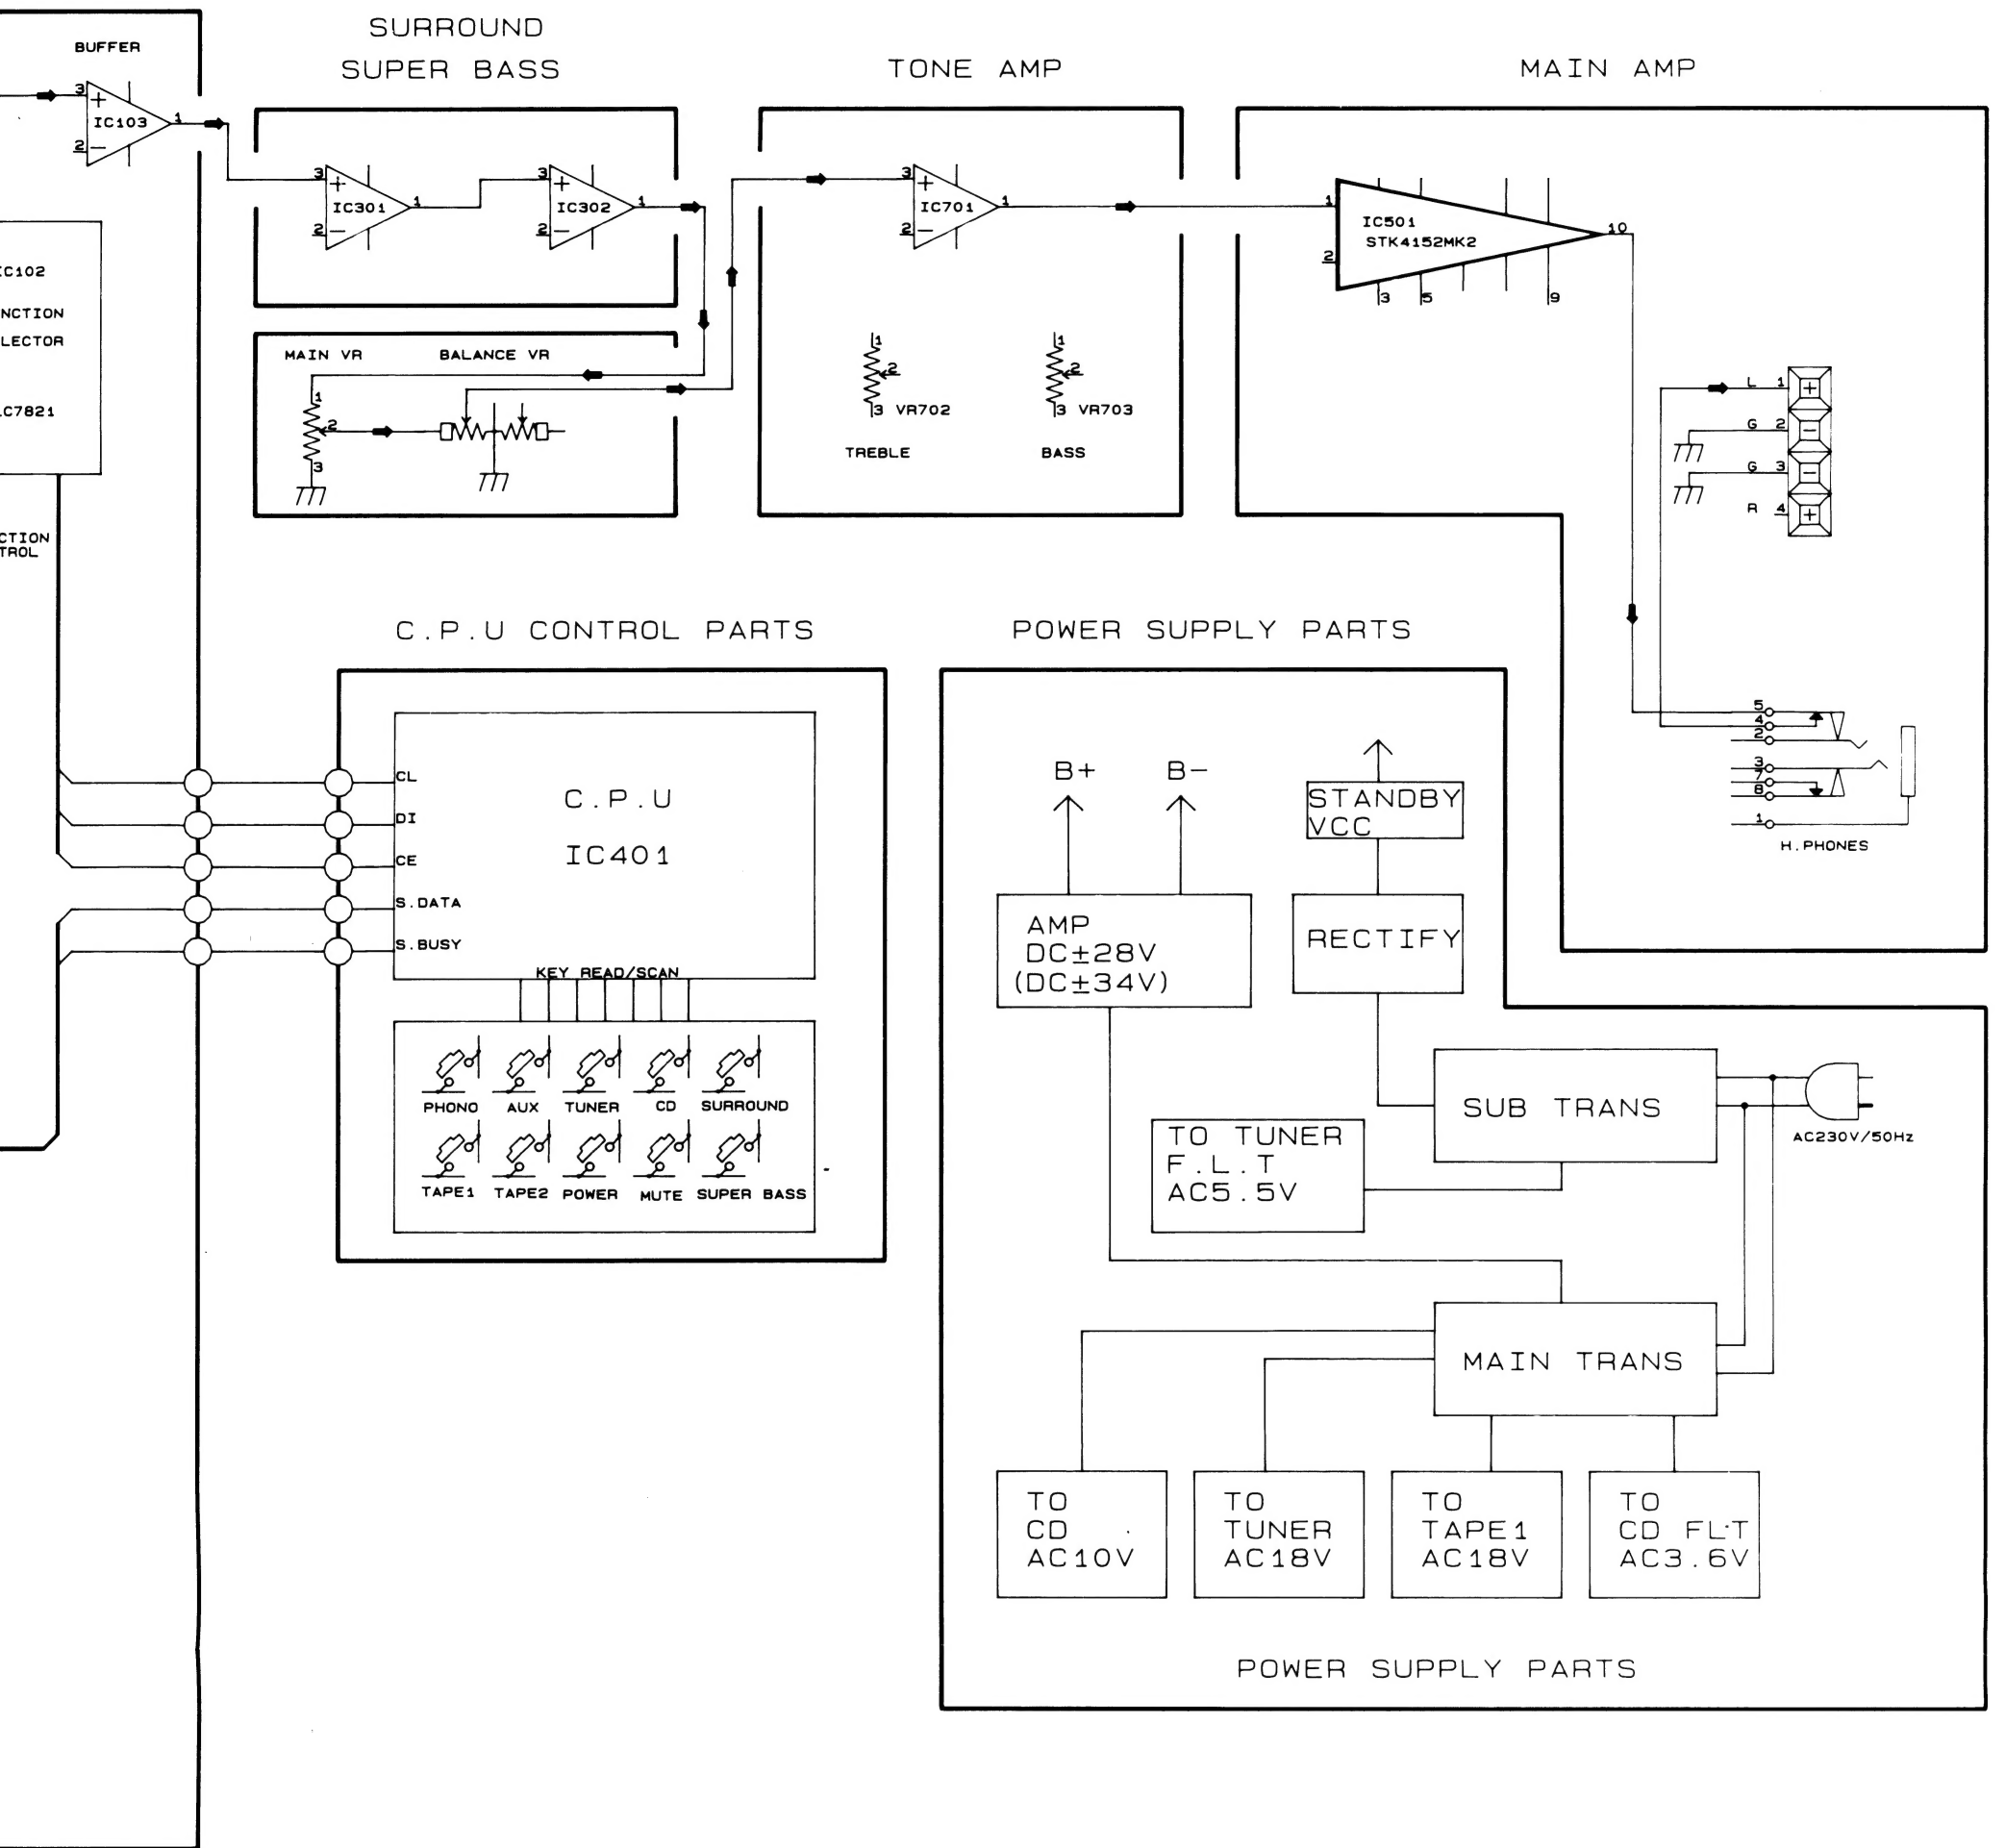 BUFFER
3
+
IC103
1
2
−
IC102
NCTION
LECTOR
LC7821
CTION
TROL
SURROUND
SUPER BASS
3
+
IC301
1
2
−
3
+
IC302
1
2
−
MAIN VR
BALANCE VR
1
2
3
TONE AMP
3
+
IC701
1
2
−
1
2
3 VR702
TREBLE
1
2
3 VR703
BASS
MAIN AMP
1
IC501
STK4152MK2
10
2
3
5
9
L 1 +
G 2 −
G 3 −
R 4 +
5
4
2
3
7
8
1
H.PHONES
C.P.U CONTROL PARTS
CL
DI
CE
S.DATA
S.BUSY
C.P.U
IC401
KEY READ/SCAN
PHONO AUX TUNER CD SURROUND
TAPE1 TAPE2 POWER MUTE SUPER BASS
POWER SUPPLY PARTS
B+ B−
STANDBY
VCC
AMP
DC±28V
(DC±34V)
RECTIFY
SUB TRANS
AC230V/50Hz
TO TUNER
F.L.T
AC5.5V
MAIN TRANS
TO
CD
AC10V
TO
TUNER
AC18V
TO
TAPE1
AC18V
TO
CD FLT
AC3.6V
POWER SUPPLY PARTS